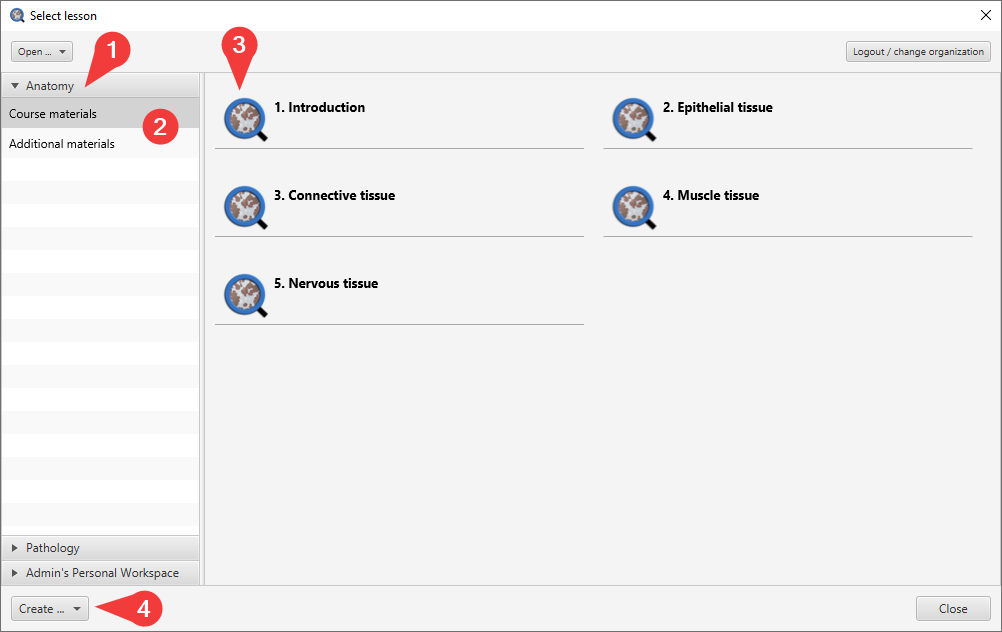 Select lesson
Open ...
1
3
Logout / change organization
Anatomy
Course materials
2
Additional materials
1. Introduction
2. Epithelial tissue
3. Connective tissue
4. Muscle tissue
5. Nervous tissue
Pathology
Admin's Personal Workspace
Create ...
4
Close